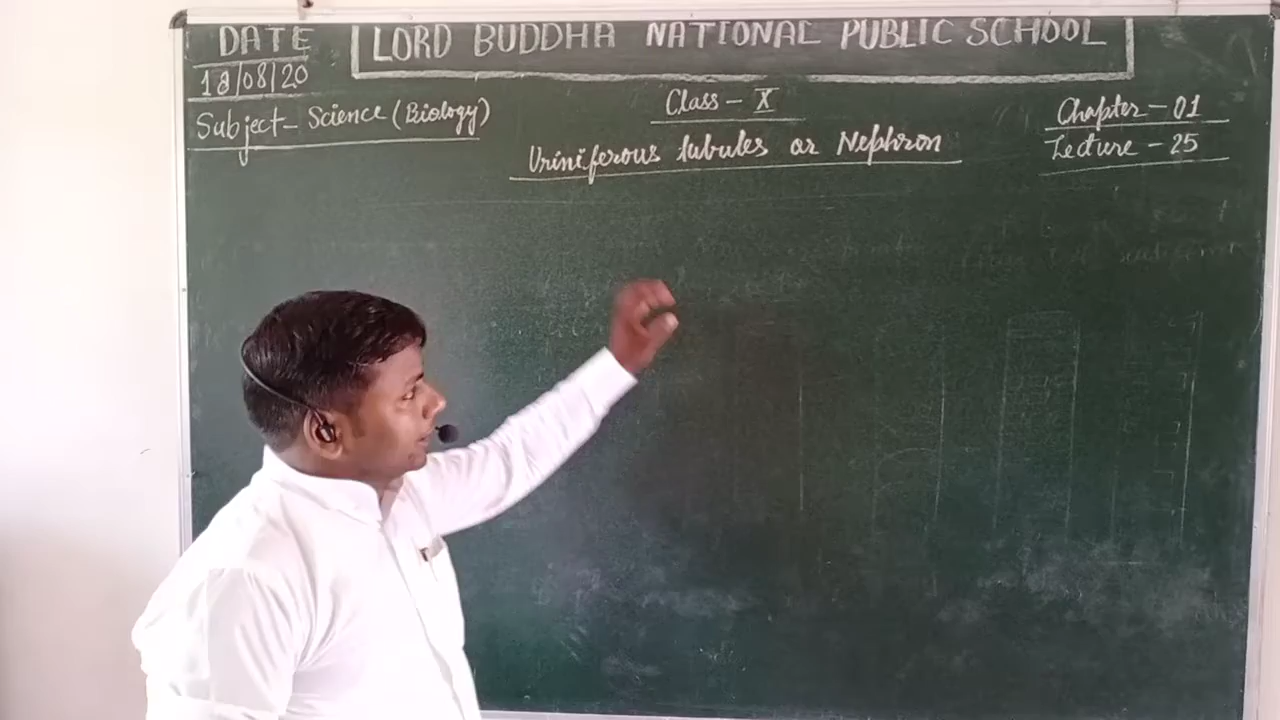 DATE
LORD BUDDHA NATIONAL PUBLIC SCHOOL
18/08/20
Subject- Science (Biology)
Class - X
Chapter - 01
Lecture - 25
Uriniferous tubules or Nephron